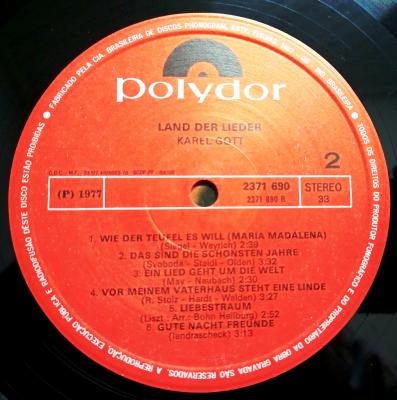 FABRICADO PELA CIA. BRASILEIRA DE DISCOS PHONOGRAM.
polydor
LAND DER LIEDER
KAREL GOTT
2
(P) 1977
2371 690
2371 690 B
STEREO
33
1. WIE DER TEUFEL ES WILL (MARIA MADALENA)
(Siegel - Weyrich) 2:39
2. DAS SIND DIE SCHONSTEN JAHRE
(Svoboda - Staidl - Olden) 3:32
3. EIN LIED GEHT UM DIE WELT
(May - Neubach) 2:30
4. VOR MEINEM VATERHAUS STEHT EINE LINDE
(R. Stolz - Hardt - Welden) 3:27
5. LIEBESTRAUM
(Liszt - Arr.: Bohn Hellburg) 2:52
6. GUTE NACHT FREUNDE
(Jendrascheck) 3:13
TODOS OS DIREITOS DO PRODUTOR FONOGRÁFICO E DO PROPRIETÁRIO DA OBRA GRAVADA SÃO RESERVADOS. A REPRODUÇÃO, EXECUÇÃO PÚBLICA E RADIODIFUSÃO DESTE DISCO ESTÃO PROIBIDAS